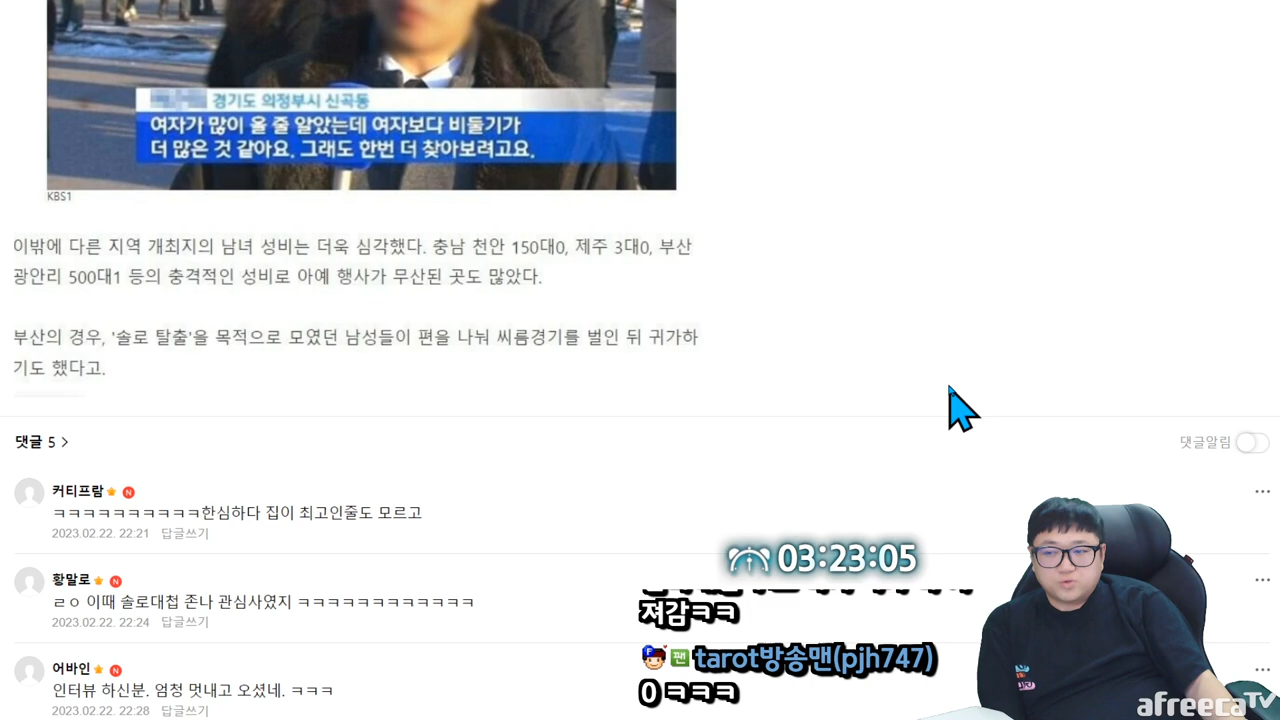 경기도 의정부시 신곡동
여자가 많이 올 줄 알았는데 여자보다 비둘기가
더 많은 것 같아요. 그래도 한번 더 찾아보려고요.
KBS1
이밖에 다른 지역 개최지의 남녀 성비는 더욱 심각했다. 충남 천안 150대0, 제주 3대0, 부산
광안리 500대1 등의 충격적인 성비로 아예 행사가 무산된 곳도 많았다.
부산의 경우, '솔로 탈출'을 목적으로 모였던 남성들이 편을 나눠 씨름경기를 벌인 뒤 귀가하
기도 했다고.
댓글 5 >
댓글알림
커티프람 N
ㅋㅋㅋㅋㅋㅋㅋㅋㅋㅋ한심하다 집이 최고인줄도 모르고
2023.02.22. 22:21 답글쓰기
황말로 N
ㄹㅇ 이때 솔로대첩 존나 관심사였지 ㅋㅋㅋㅋㅋㅋㅋㅋㅋㅋㅋㅋ
2023.02.22. 22:24 답글쓰기
어바인 N
인터뷰 하신분. 엄청 멋내고 오셨네. ㅋㅋㅋ
2023.02.22. 22:28 답글쓰기
03:23:05
져감ㅋㅋ
F 팬 tarot방송맨(pjh747)
0 ㅋㅋㅋ
afreecaTV